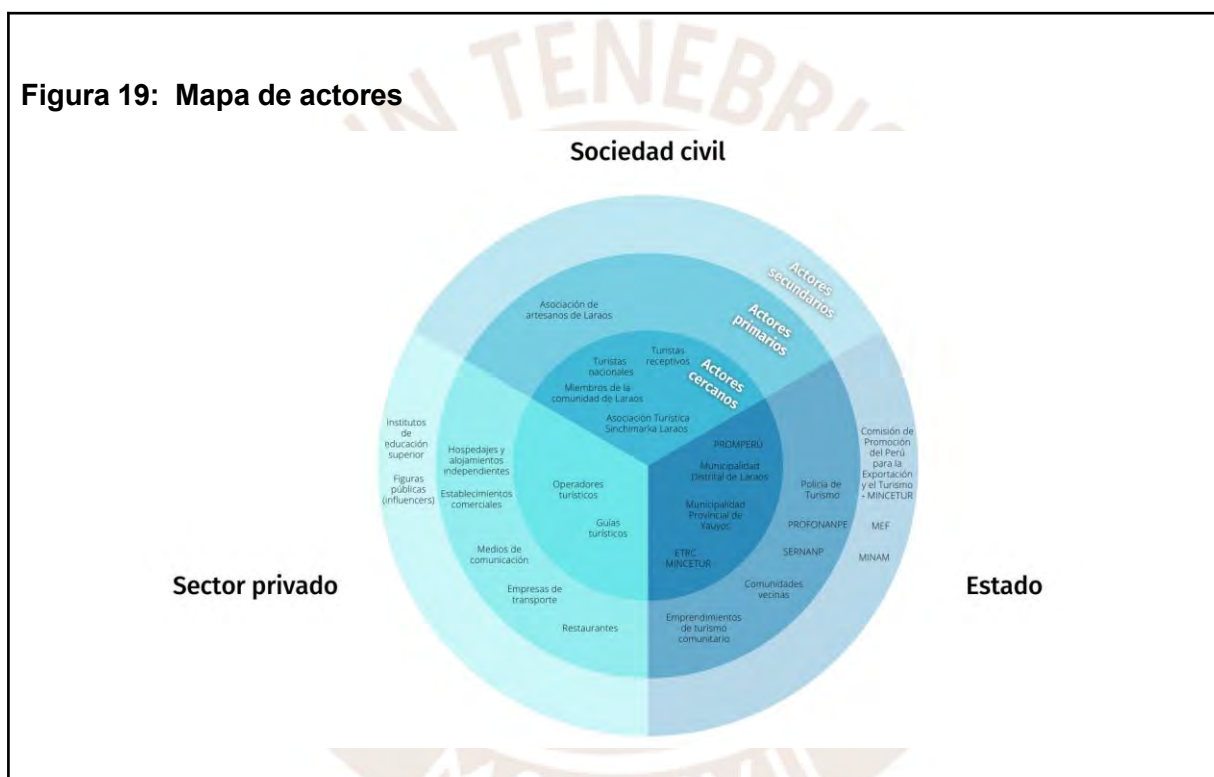 IN TENEBRIS
Figura 19: Mapa de actores
Sociedad civil
Actores
secundarios
Actores
primarios
Actores
cercanos
Asociación de
artesanos de Laraos
Turistas
nacionales
Turistas
receptivos
Miembros de la
comunidad de Laraos
Asociación Turística
Sinchimarka Laraos
Institutos
de
educación
superior
Figuras
públicas
(influencers)
Hospedajes y
alojamientos
independientes
Establecimientos
comerciales
Medios de
comunicación
Empresas de
transporte
Restaurantes
Operadores
turísticos
Guías
turísticos
Sector privado
PROMPERÚ
Municipalidad
Distrital de Laraos
Municipalidad
Provincial de
Yauyos
ETRC
MINCETUR
Policía de
Turismo
PROFONANPE
SERNANP
Comunidades
vecinas
Emprendimientos
de turismo
comunitario
Comisión de
Promoción
del Perú
para la
Exportación
y el Turismo
- MINCETUR
MEF
MINAM
Estado